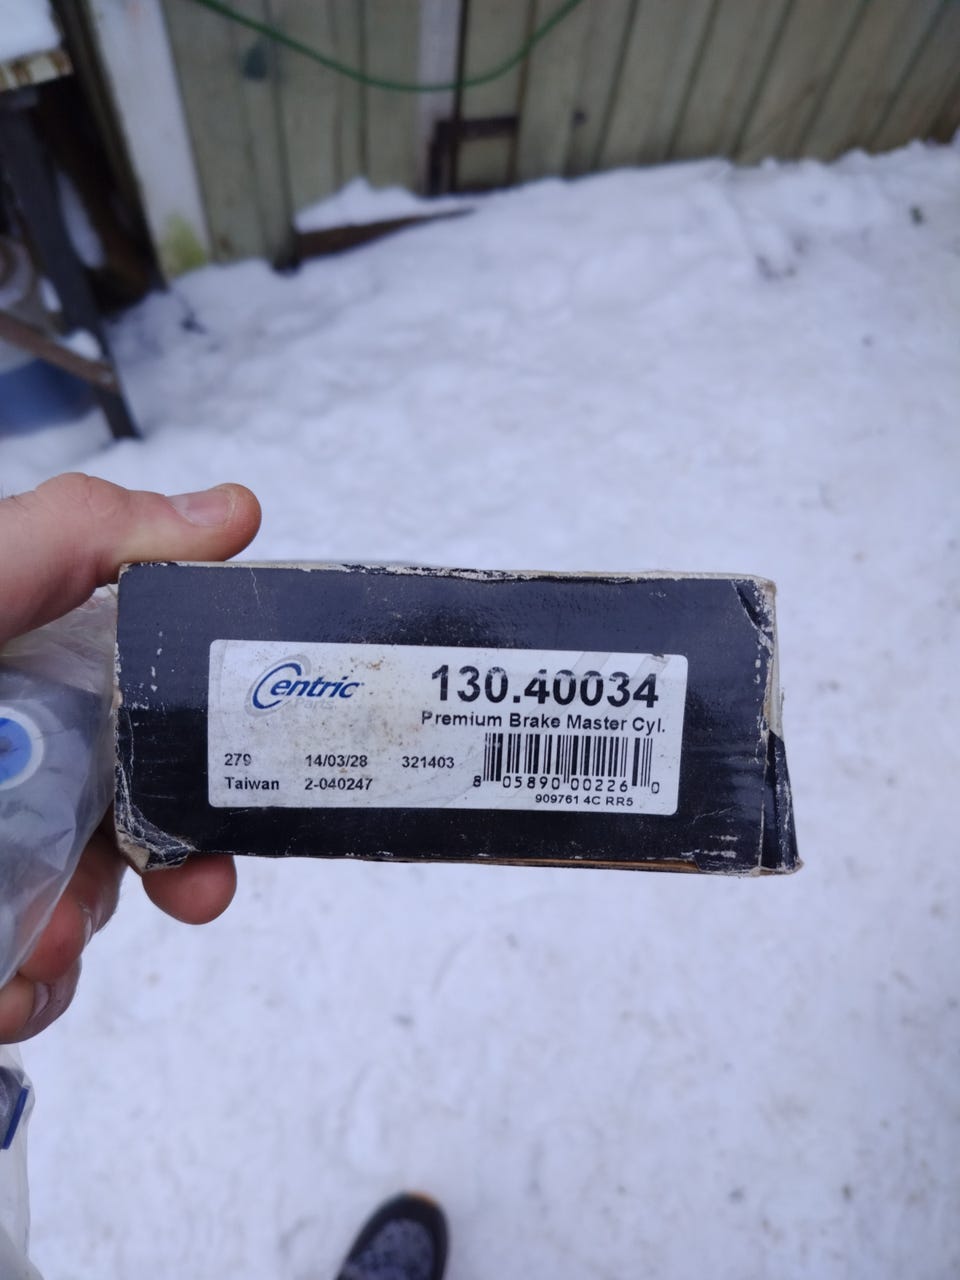 Centric
Parts
130.40034
Premium Brake Master Cyl.
279 14/03/28 321403
Taiwan 2-040247
8 05890 00226 0
909761 4C RR5